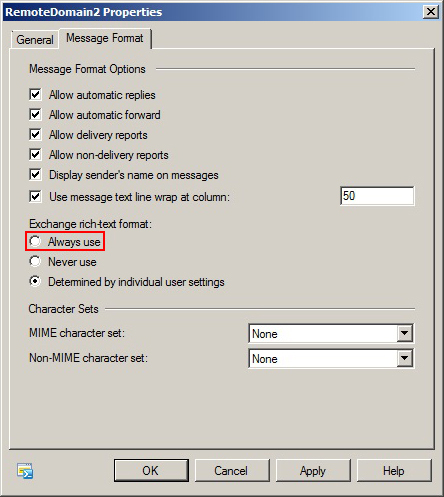 RemoteDomain2 Properties
General
Message Format
Message Format Options
Allow automatic replies
Allow automatic forward
Allow delivery reports
Allow non-delivery reports
Display sender's name on messages
Use message text line wrap at column: 50
Exchange rich-text format:
Always use
Never use
Determined by individual user settings
Character Sets
MIME character set: None
Non-MIME character set: None
OK Cancel Apply Help